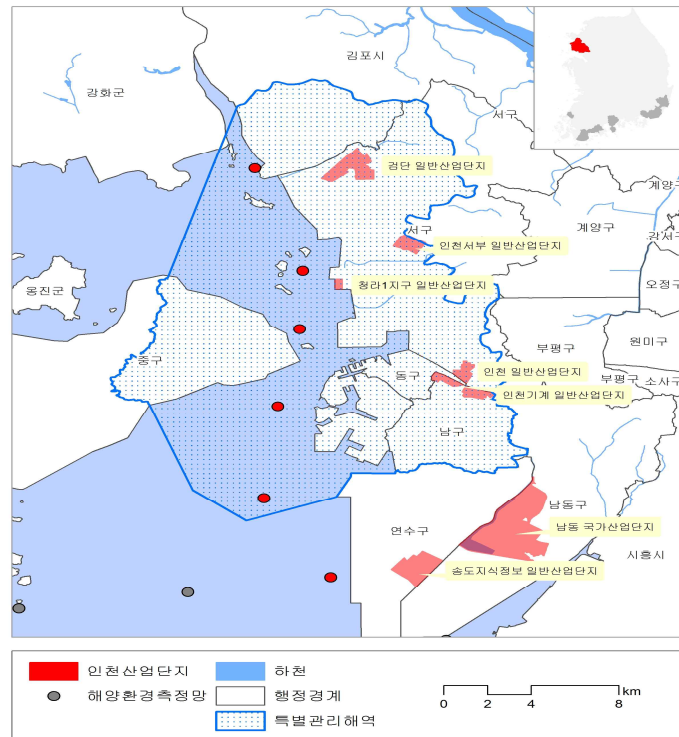 김포시
강화군
서구
검단 일반산업단지
계양구
서구
계양구
강서구
인천서부 일반산업단지
청라1지구 일반산업단지
오정구
옹진군
부평구
원미구
중구
동구
인천 일반산업단지
부평구
소사구
인천기계 일반산업단지
남구
남동구
연수구
남동 국가산업단지
시흥시
송도지식정보 일반산업단지
인천산업단지
하천
해양환경측정망
행정경계
특별관리해역
km
0 2 4 8